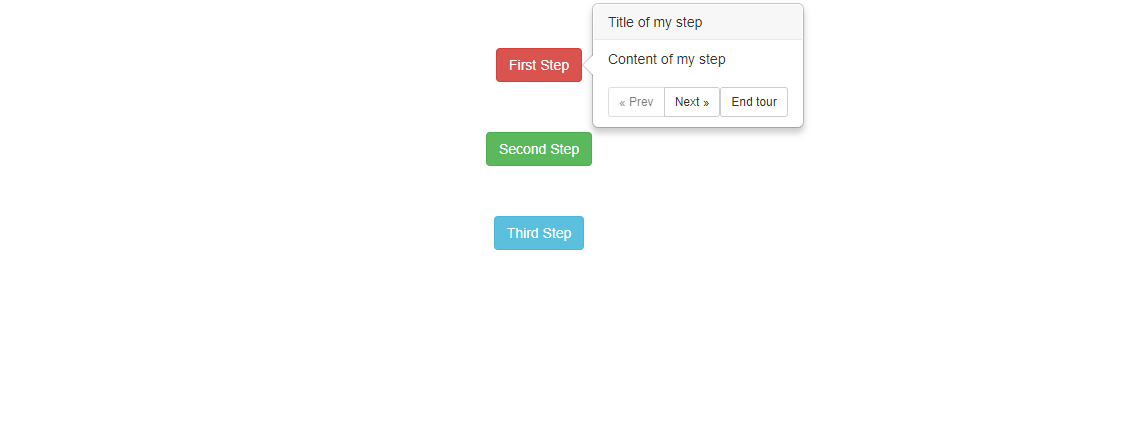 Title of my step
First Step
Content of my step
« Prev Next » End tour
Second Step
Third Step